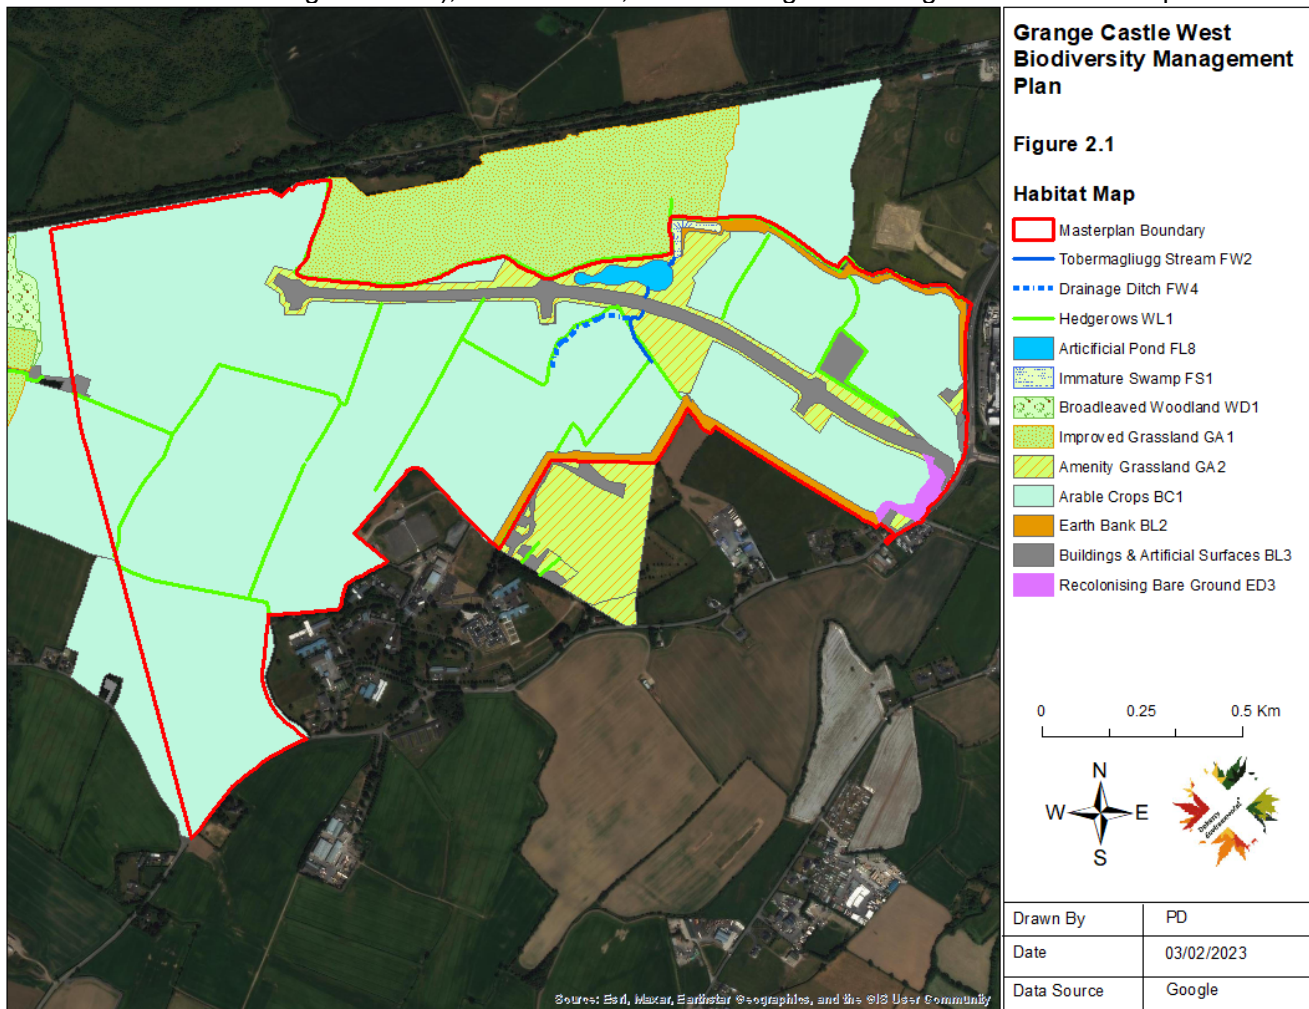 Grange Castle West
Biodiversity Management
Plan
Figure 2.1
Habitat Map
Masterplan Boundary
Tobermagliugg Stream FW2
Drainage Ditch FW4
Hedgerows WL1
Articificial Pond FL8
Immature Swamp FS1
Broadleaved Woodland WD1
Improved Grassland GA1
Amenity Grassland GA2
Arable Crops BC1
Earth Bank BL2
Buildings & Artificial Surfaces BL3
Recolonising Bare Ground ED3
0 0.25 0.5 Km
N
W E
S
Drawn By PD
Date 03/02/2023
Data Source Google
Source: Esri, Maxar, Earthstar Geographics, and the GIS User Community